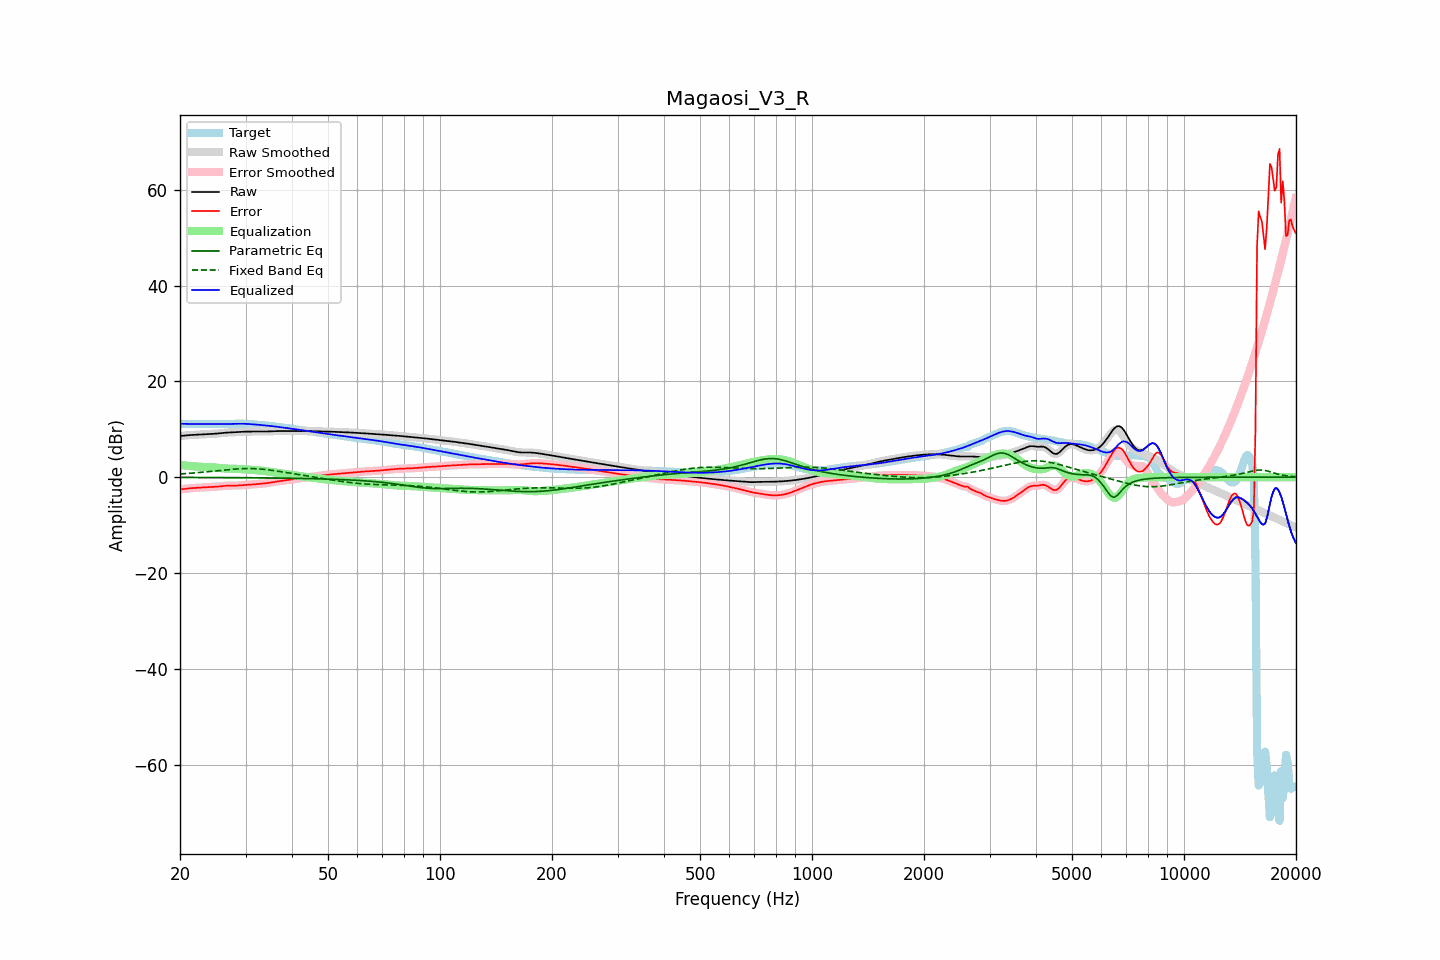 Magaosi_V3_R
Target
Raw Smoothed
Error Smoothed
Raw
Error
Equalization
Parametric Eq
Fixed Band Eq
Equalized
60
40
20
0
−20
−40
−60
Amplitude (dBr)
20
50
100
200
500
1000
2000
5000
10000
20000
Frequency (Hz)